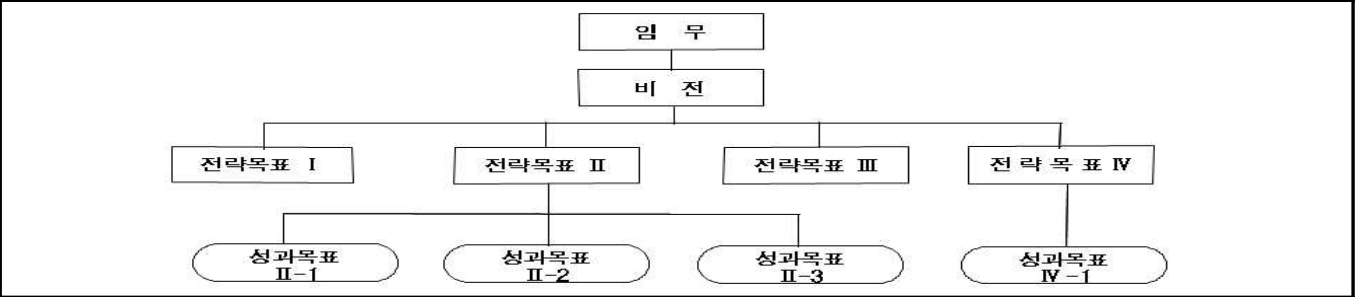 임 무
비 전
전략목표 Ⅰ
전략목표 Ⅱ
전략목표 Ⅲ
전 략 목 표 Ⅳ
성과목표
Ⅱ-1
성과목표
Ⅱ-2
성과목표
Ⅱ-3
성과목표
Ⅳ-1